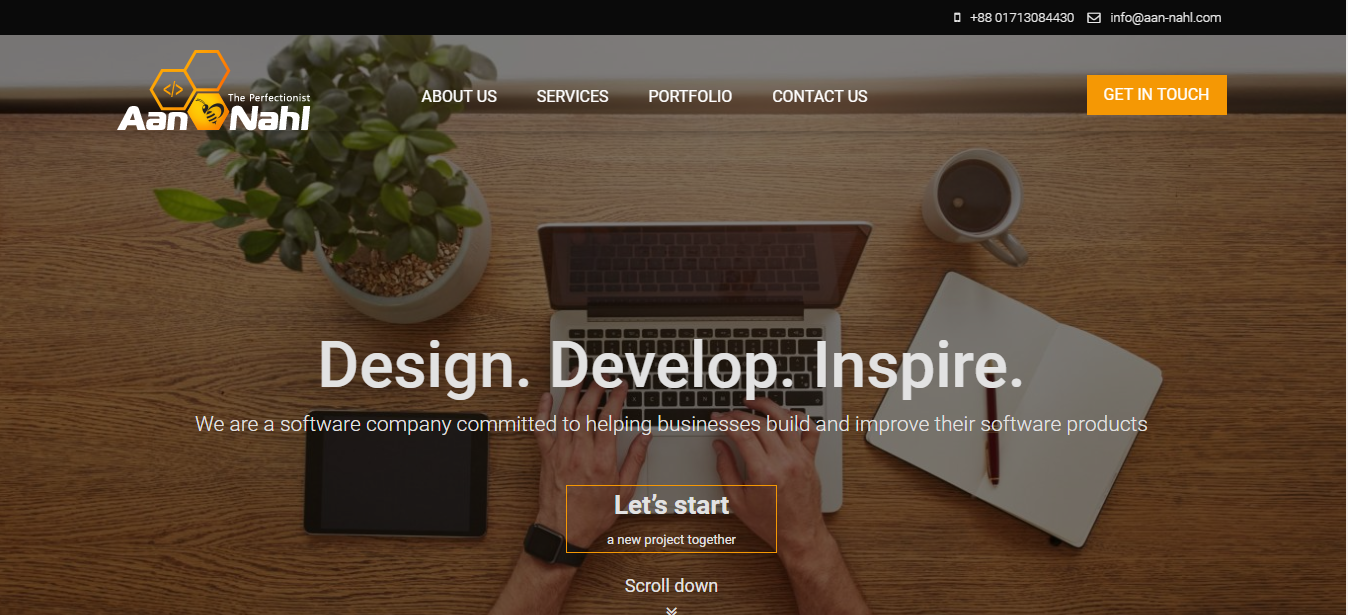 +88 01713084430 info@aan-nahl.com
</>
The Perfectionist
Aan Nahl
ABOUT US SERVICES PORTFOLIO CONTACT US
GET IN TOUCH
Design. Develop. Inspire.
We are a software company committed to helping businesses build and improve their software products
Let’s start
a new project together
Scroll down